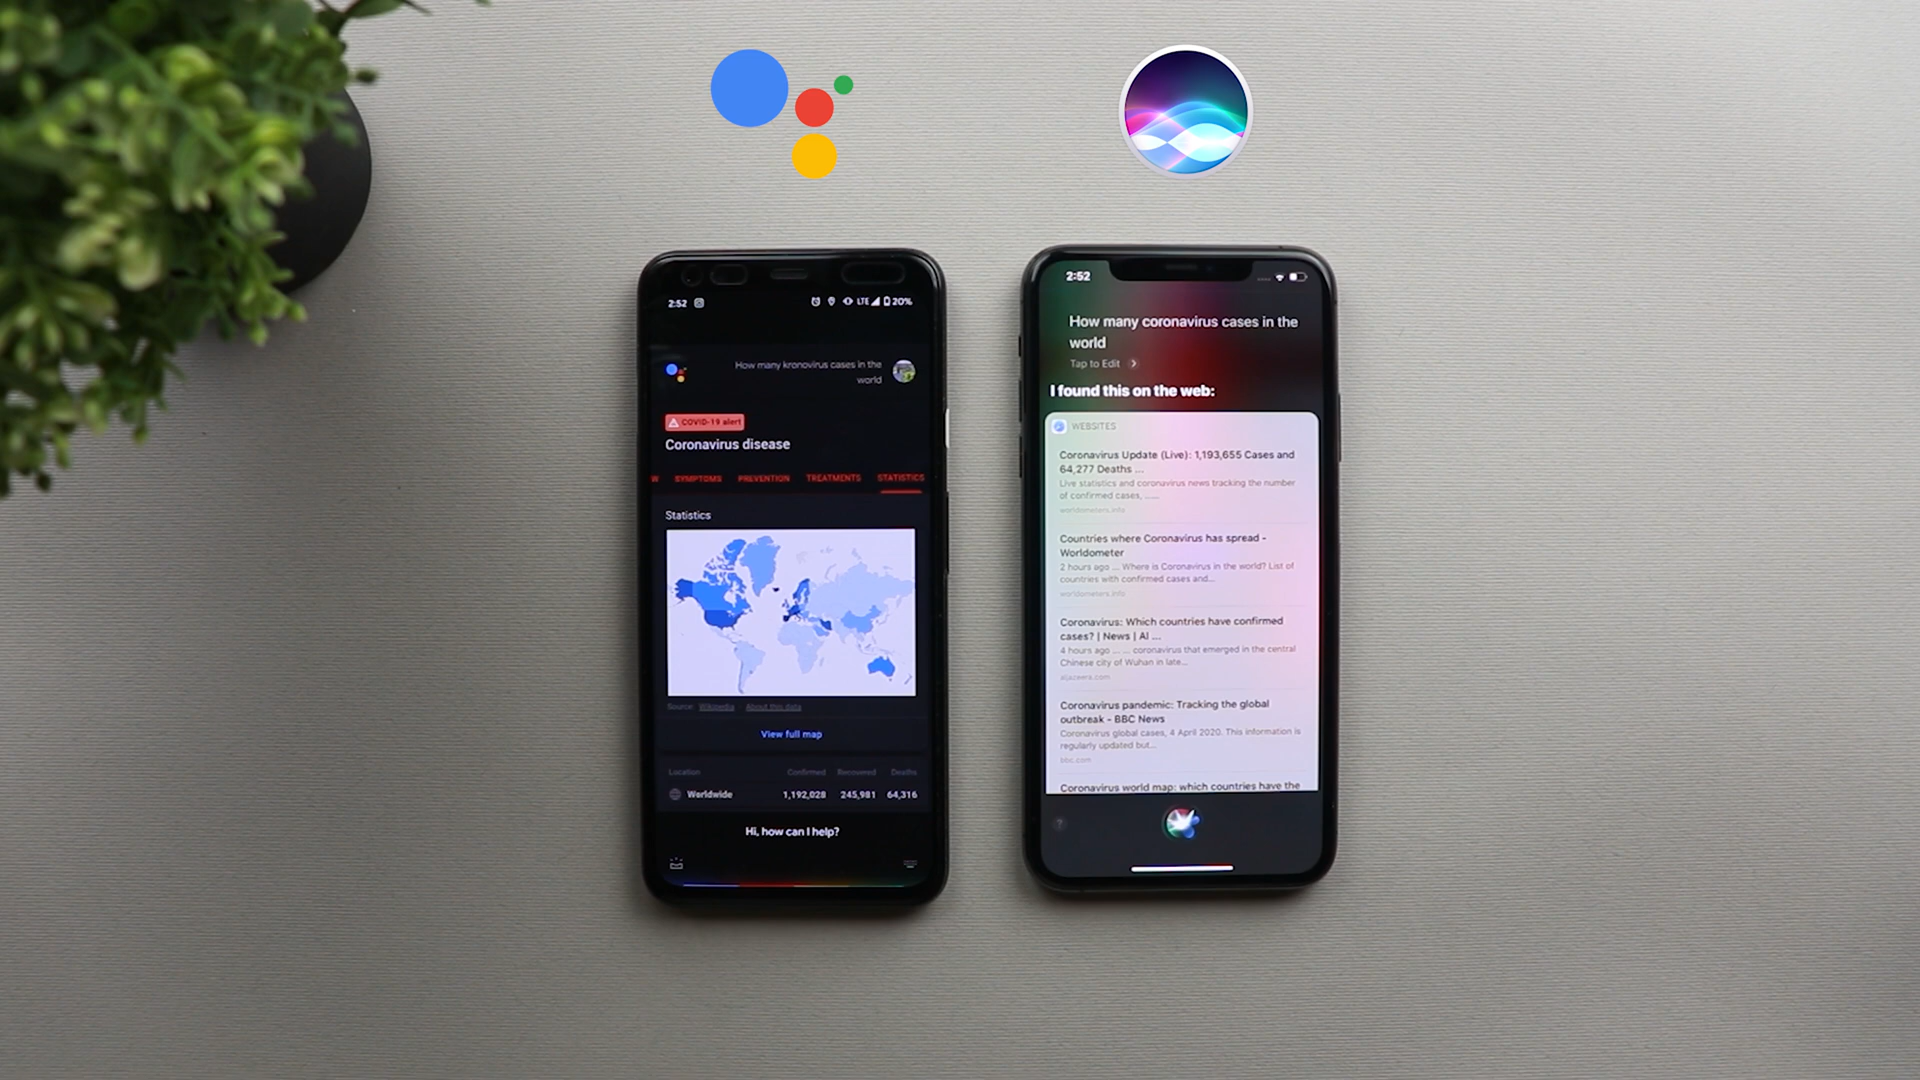 2:52
LTE
20%
How many kronovirus cases in the
world
COVID-19 alert
Coronavirus disease
W SYMPTOMS PREVENTION TREATMENTS STATISTICS
Statistics
Source: Wikipedia · About this data
View full map
Location Confirmed Recovered Deaths
Worldwide 1,192,028 245,981 64,316
Hi, how can I help?
2:52
How many coronavirus cases in the
world
Tap to Edit
I found this on the web:
WEBSITES
Coronavirus Update (Live): 1,193,655 Cases and
64,277 Deaths ...
Live statistics and coronavirus news tracking the number
of confirmed cases, ......
worldometers.info
Countries where Coronavirus has spread -
Worldometer
2 hours ago ... Where is Coronavirus in the world? List of
countries with confirmed cases and...
worldometers.info
Coronavirus: Which countries have confirmed
cases? | News | Al ...
4 hours ago ... ... coronavirus that emerged in the central
Chinese city of Wuhan in late...
aljazeera.com
Coronavirus pandemic: Tracking the global
outbreak - BBC News
Coronavirus global cases, 4 April 2020. This information is
regularly updated but...
bbc.com
Coronavirus world map: which countries have the
?